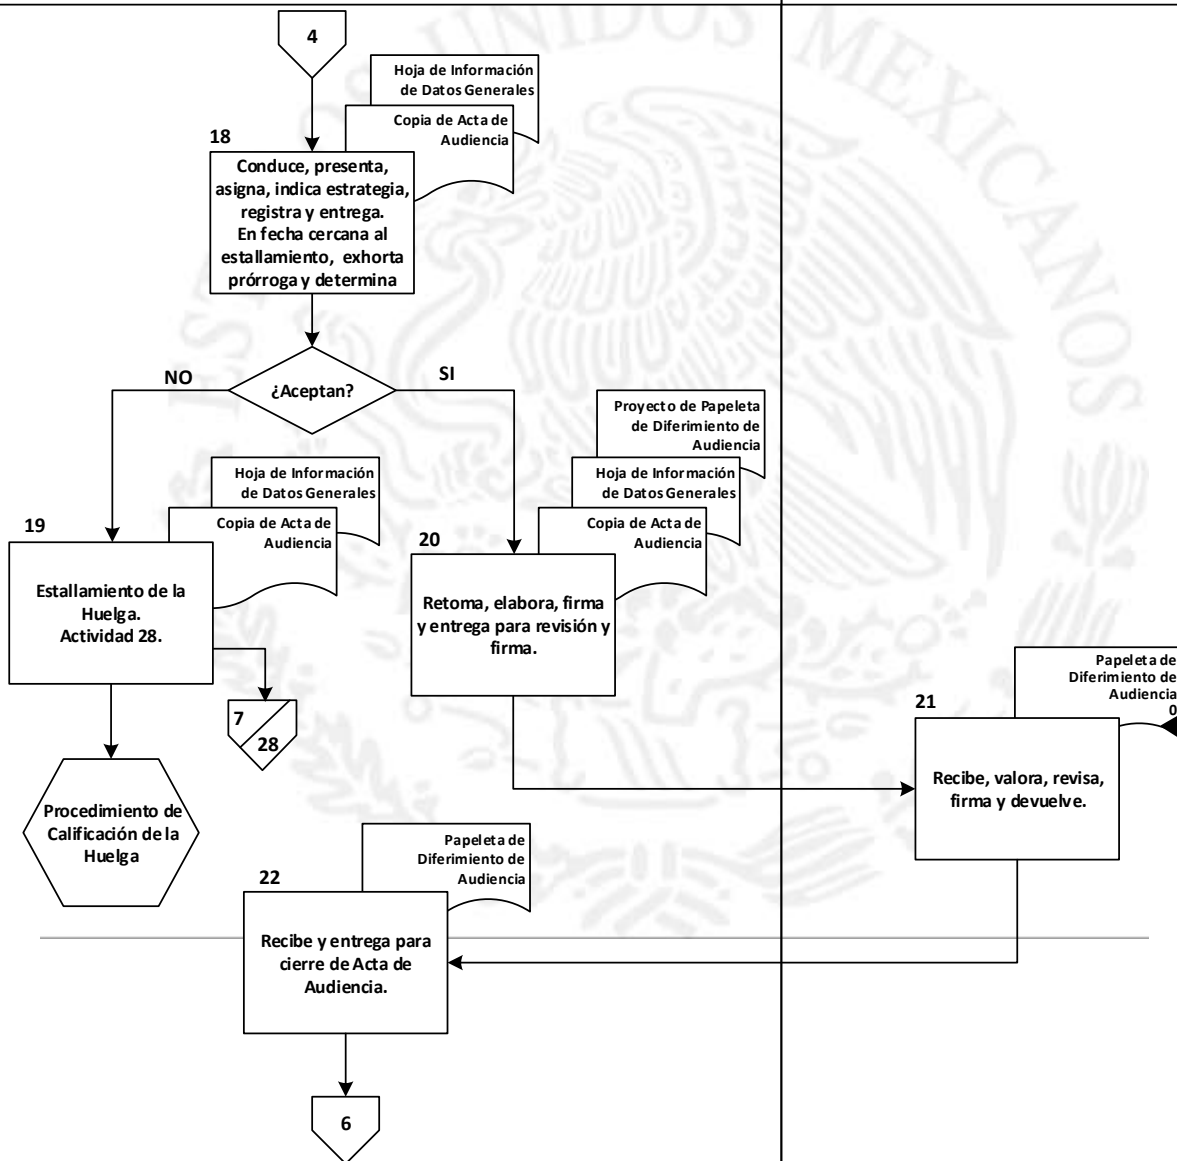 UNIDOS MEXICANOS
4
Hoja de Información
de Datos Generales
Copia de Acta de
Audiencia
18
Conduce, presenta,
asigna, indica estrategia,
registra y entrega.
En fecha cercana al
estallamiento, exhorta
prórroga y determina
¿Aceptan?
NO
SI
Proyecto de Papeleta
de Diferimiento de
Audiencia
Hoja de Información
de Datos Generales
Copia de Acta de
Audiencia
Hoja de Información
de Datos Generales
Copia de Acta de
Audiencia
19
Estallamiento de la
Huelga.
Actividad 28.
20
Retoma, elabora, firma
y entrega para revisión y
firma.
7
28
Procedimiento de
Calificación de la
Huelga
Papeleta de
Diferimiento de
Audiencia
0
21
Recibe, valora, revisa,
firma y devuelve.
Papeleta de
Diferimiento de
Audiencia
22
Recibe y entrega para
cierre de Acta de
Audiencia.
6